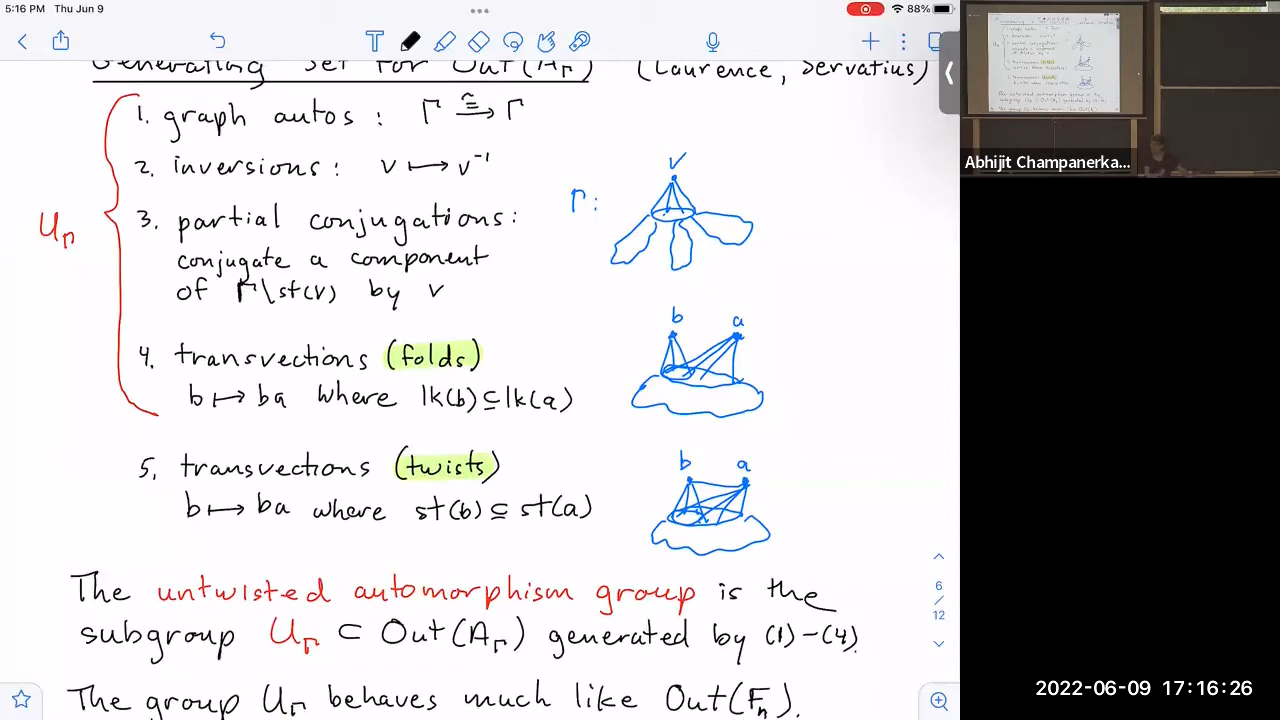 5:16 PM Thu Jun 9
88%
Generating Set for Out(A_Γ) (Laurence, Servatius)
U_Γ
1. graph autos : Γ ≅→ Γ
2. inversions : v ↦ v⁻¹
3. partial conjugations :
conjugate a component
of Γ\st(v) by v
Γ:
v
4. transvections (folds)
b ↦ ba where lk(b) ⊆ lk(a)
b a
5. transvections (twists)
b ↦ ba where st(b) ⊆ st(a)
b a
The untwisted automorphism group is the
subgroup U_Γ ⊂ Out(A_Γ) generated by (1)–(4).
The group U_Γ behaves much like Out(F_n).
6
/
12
Abhijit Champanerka...
2022-06-09 17:16:26